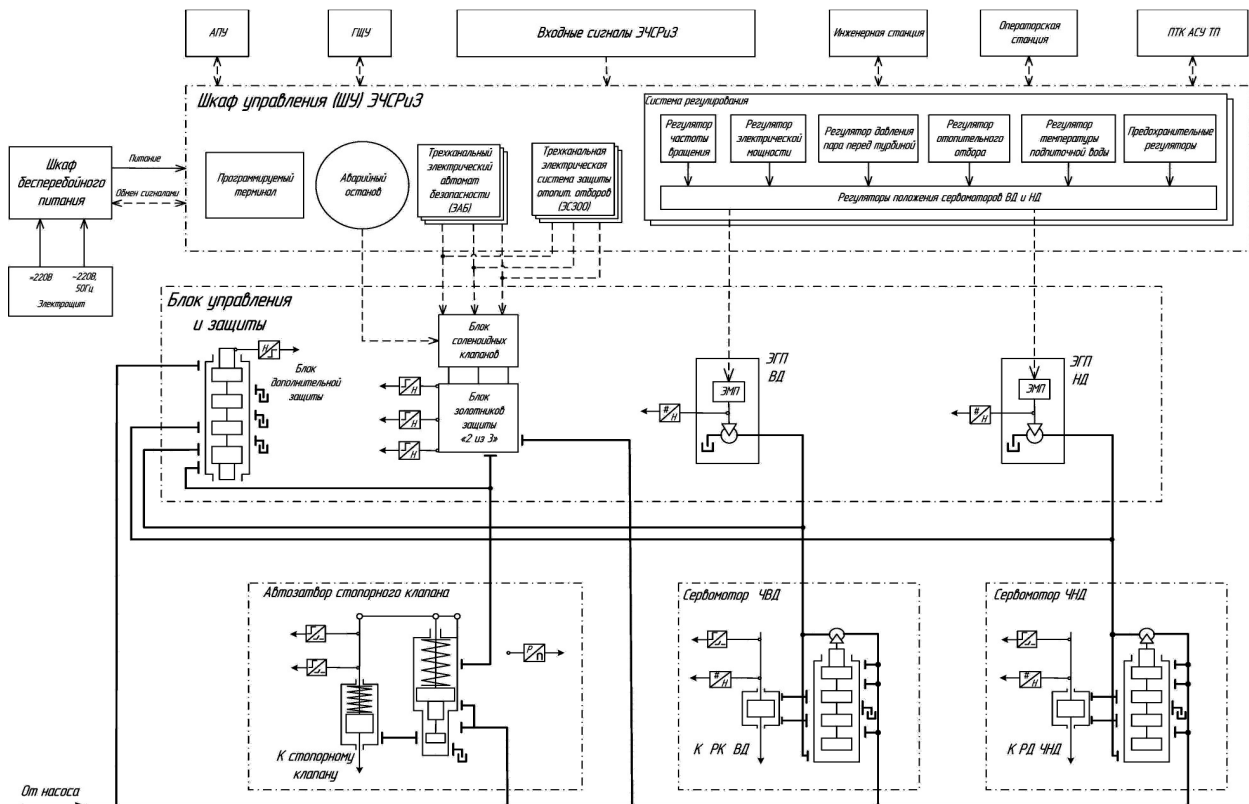 АПУ
ГЩУ
Входные сигналы ЭЧСРиЗ
Инженерная станция
Операторская
станция
ПТК АСУ ТП
Шкаф управления (ШУ) ЭЧСРиЗ
Система регулирования
Регулятор
частоты
вращения
Регулятор
электрической
мощности
Регулятор давления
пара перед турбиной
Регулятор
отопительного
отбора
Регулятор
температуры
подпиточной воды
Предохранительные
регуляторы
Регуляторы положения сервомоторов ВД и НД
Шкаф
бесперебойного
питания
Питание
Обмен сигналами
Программируемый
терминал
Аварийный
останов
Трехканальный
электрический
автомат
безопасности
(ЭАБ)
Трехканальная
электрическая
система защиты
отопит. отборов
(ЭСЗОО)
=220В
~220В,
50Гц
Электрощит
Блок управления
и защиты
Н
Блок
дополнительной
защиты
Блок
соленоидных
клапанов
Блок
золотников
защиты
«2 из 3»
Н
Н
Н
ЭГП
ВД
ЭМП
#
Н
ЭГП
НД
ЭМП
#
Н
Автозатвор стопорного клапана
Р
п
К стопорному
клапану
Сервомотор ЧВД
#
Н
К РК ВД
Сервомотор ЧНД
#
Н
К РД ЧНД
От насоса